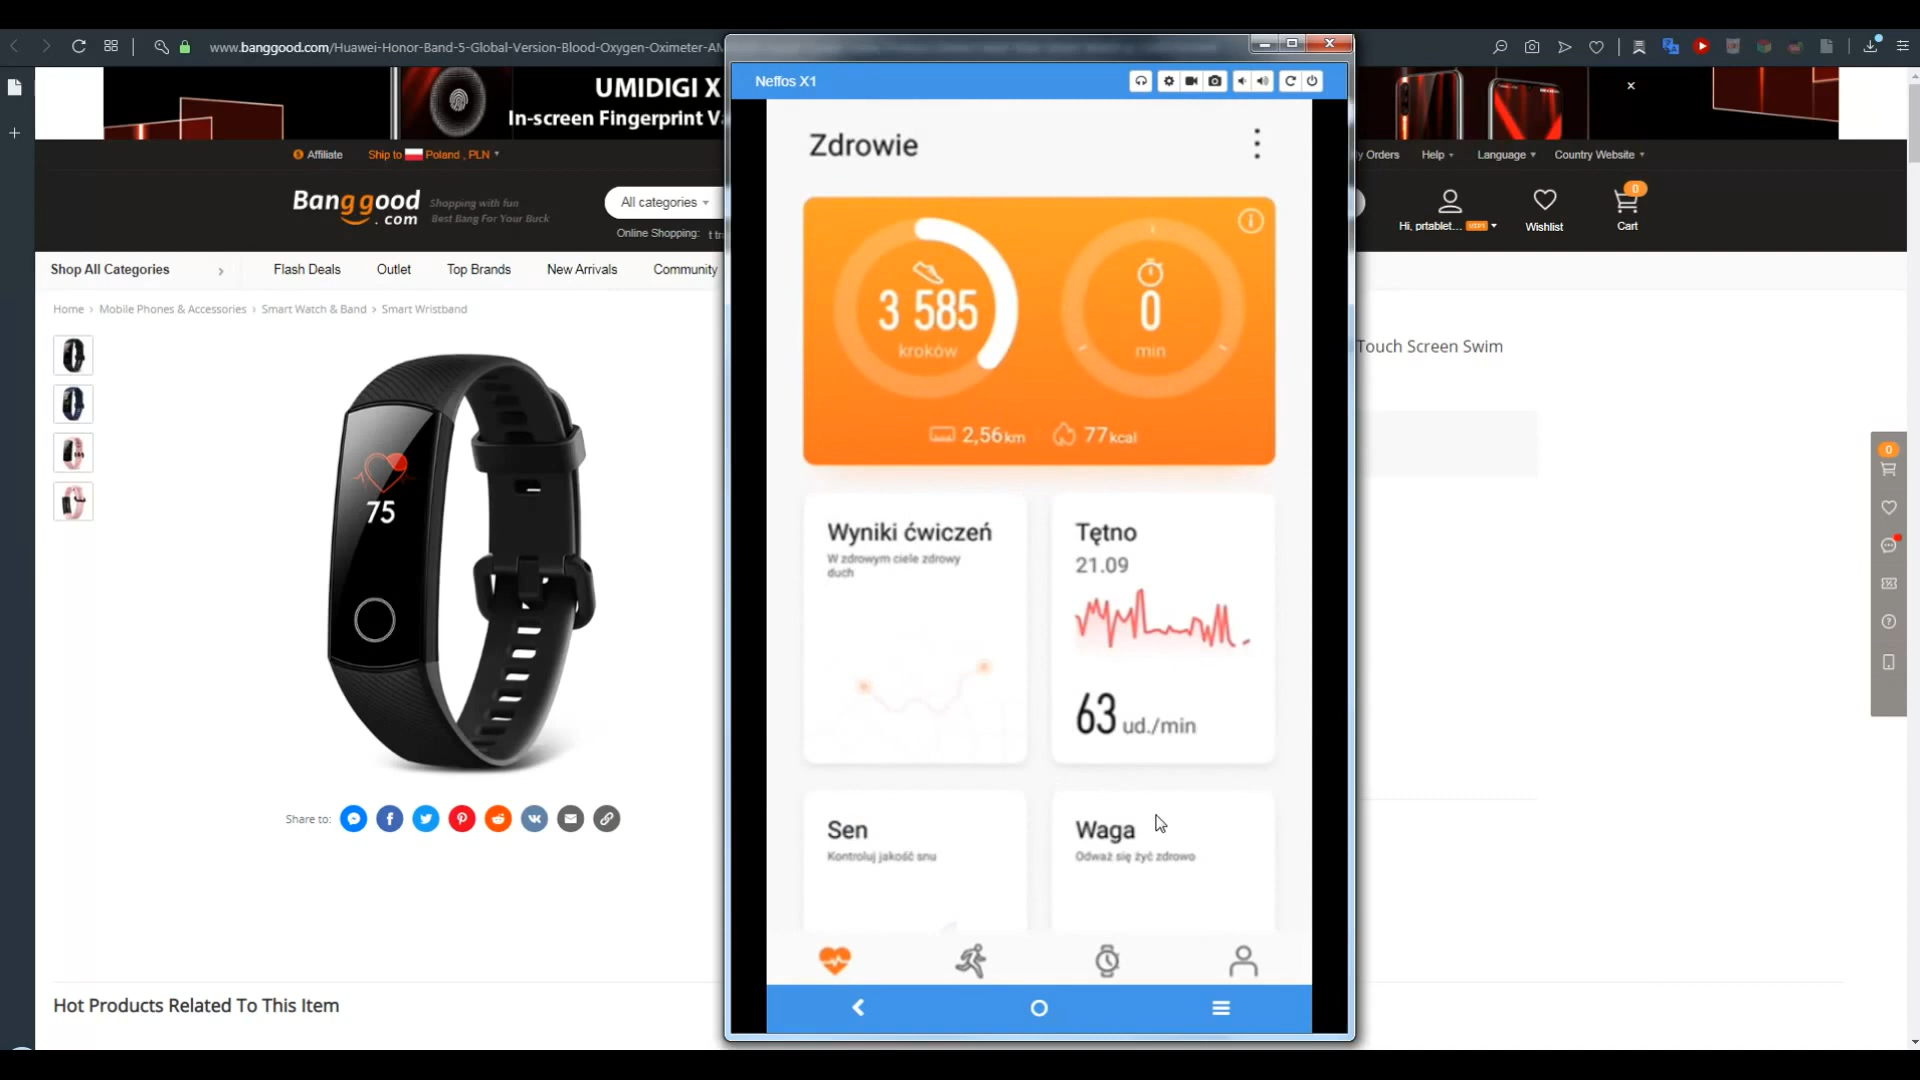 www.banggood.com/Huawei-Honor-Band-5-Global-Version-Blood-Oxygen-Oximeter-AM
UMIDIGI X
In-screen Fingerprint
Affiliate
Ship to Poland , PLN
Orders
Help
Language
Country Website
Banggood
.com
Shopping with fun
Best Bang For Your Buck
All categories
Online Shopping:
Hi, prtablet...
Wishlist
0
Cart
Shop All Categories
Flash Deals
Outlet
Top Brands
New Arrivals
Community
Home › Mobile Phones & Accessories › Smart Watch & Band › Smart Wristband
Touch Screen Swim
75
Share to:
Hot Products Related To This Item
0
Neffos X1
Zdrowie
3 585
kroków
0
min
2,56 km
77 kcal
Wyniki ćwiczeń
W zdrowym ciele zdrowy
duch
Tętno
21.09
63 ud./min
Sen
Kontroluj jakość snu
Waga
Odważ się żyć zdrowo